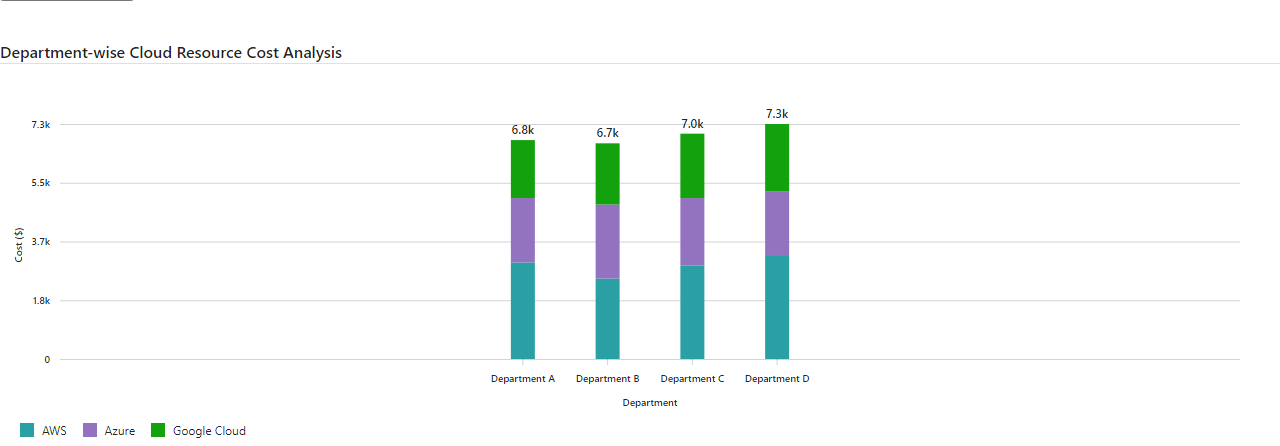 Department-wise Cloud Resource Cost Analysis
7.3k
6.8k
6.7k
7.0k
7.3k
5.5k
3.7k
1.8k
0
Cost ($)
Department A
Department B
Department C
Department D
Department
AWS
Azure
Google Cloud